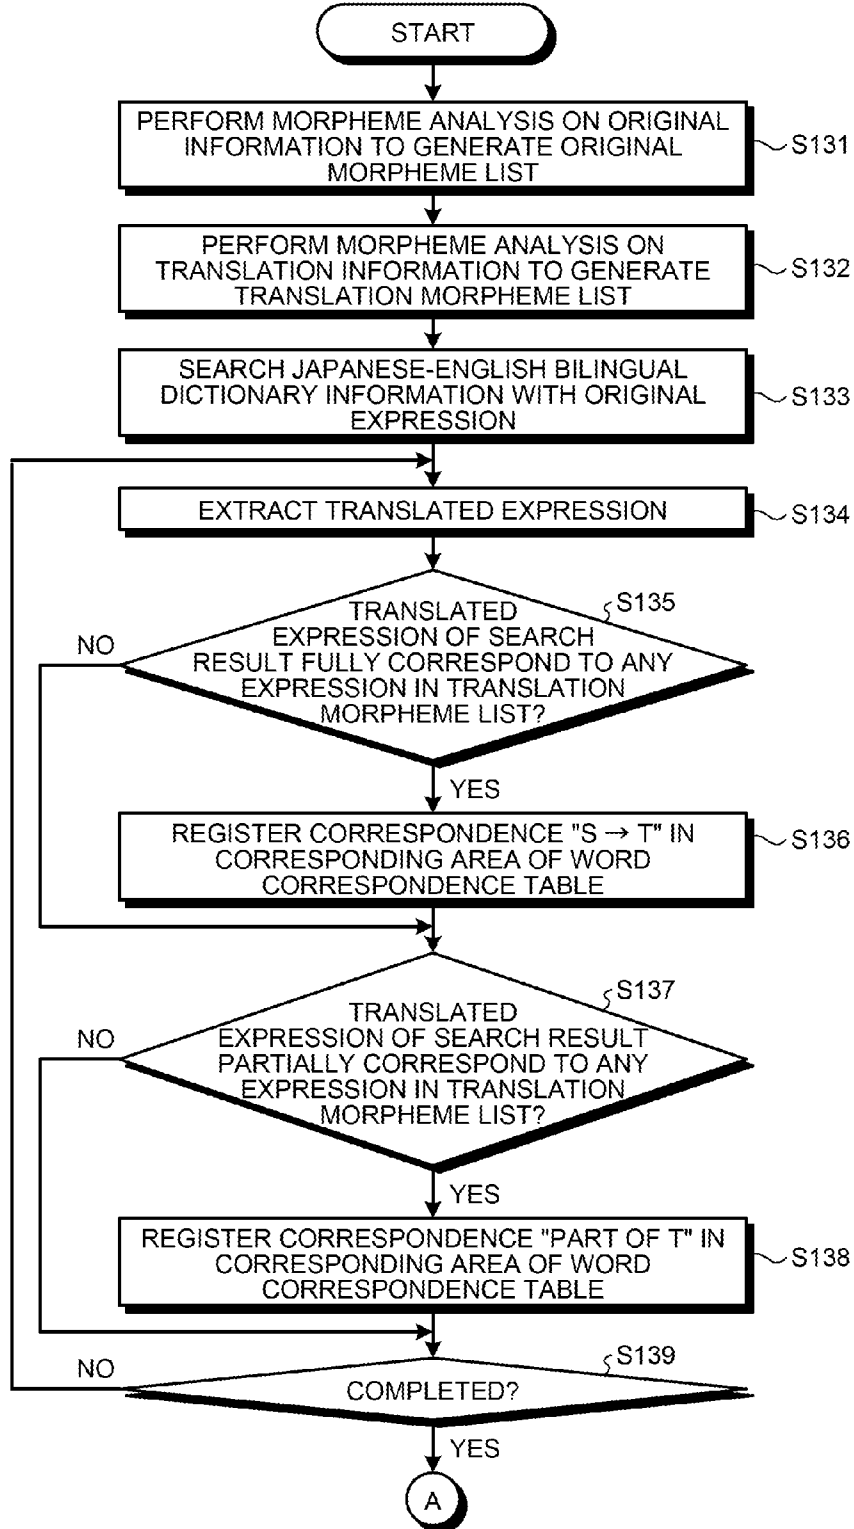 START
PERFORM MORPHEME ANALYSIS ON ORIGINAL
INFORMATION TO GENERATE ORIGINAL
MORPHEME LIST
S131
PERFORM MORPHEME ANALYSIS ON
TRANSLATION INFORMATION TO GENERATE
TRANSLATION MORPHEME LIST
S132
SEARCH JAPANESE-ENGLISH BILINGUAL
DICTIONARY INFORMATION WITH ORIGINAL
EXPRESSION
S133
EXTRACT TRANSLATED EXPRESSION
S134
S135
TRANSLATED
EXPRESSION OF SEARCH
RESULT FULLY CORRESPOND TO ANY
EXPRESSION IN TRANSLATION
MORPHEME LIST?
NO
YES
REGISTER CORRESPONDENCE "S → T" IN
CORRESPONDING AREA OF WORD
CORRESPONDENCE TABLE
S136
S137
TRANSLATED
EXPRESSION OF SEARCH RESULT
PARTIALLY CORRESPOND TO ANY
EXPRESSION IN TRANSLATION
MORPHEME LIST?
NO
YES
REGISTER CORRESPONDENCE "PART OF T" IN
CORRESPONDING AREA OF WORD
CORRESPONDENCE TABLE
S138
S139
NO
COMPLETED?
YES
A